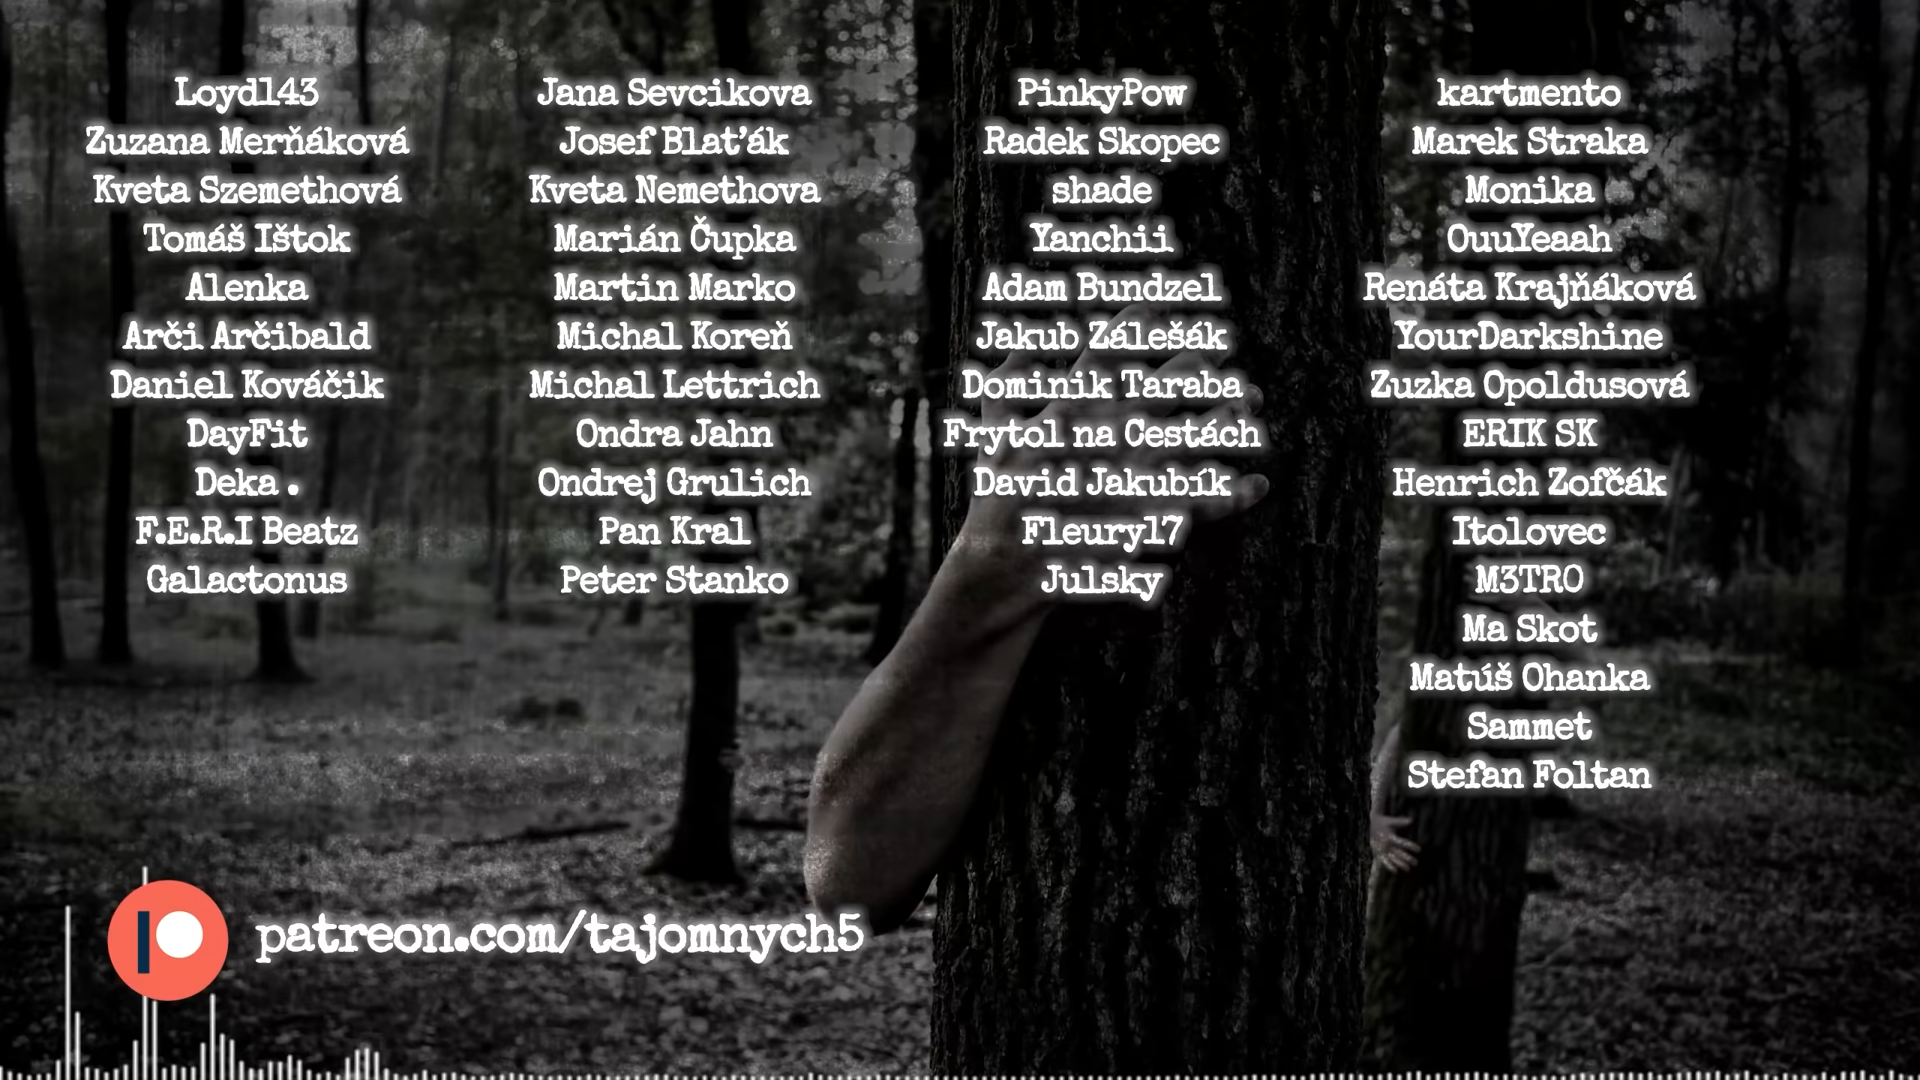 Loyd143
Zuzana Merňáková
Kveta Szemethová
Tomáš Ištok
Alenka
Arči Arčibald
Daniel Kováčik
DayFit
Deka .
F.E.R.I Beatz
Galactonus
Jana Sevcikova
Josef Blaťák
Kveta Nemethova
Marián Čupka
Martin Marko
Michal Koreň
Michal Lettrich
Ondra Jahn
Ondrej Grulich
Pan Kral
Peter Stanko
PinkyPow
Radek Skopec
shade
Yanchii
Adam Bundzel
Jakub Zálešák
Dominik Taraba
Frytol na Cestách
David Jakubík
Fleury17
Julsky
kartmento
Marek Straka
Monika
OuuYeaah
Renáta Krajňáková
YourDarkshine
Zuzka Opoldusová
ERIK SK
Henrich Zofčák
Itolovec
M3TRO
Ma Skot
Matúš Ohanka
Sammet
Stefan Foltan
patreon.com/tajomnych5